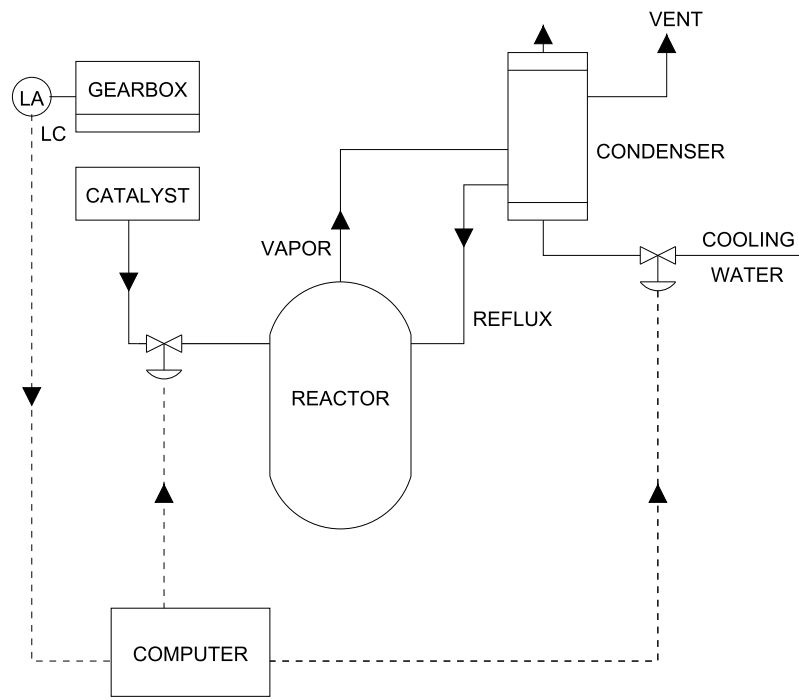 VENT
LA
GEARBOX
LC
CONDENSER
CATALYST
VAPOR
COOLING
WATER
REFLUX
REACTOR
COMPUTER